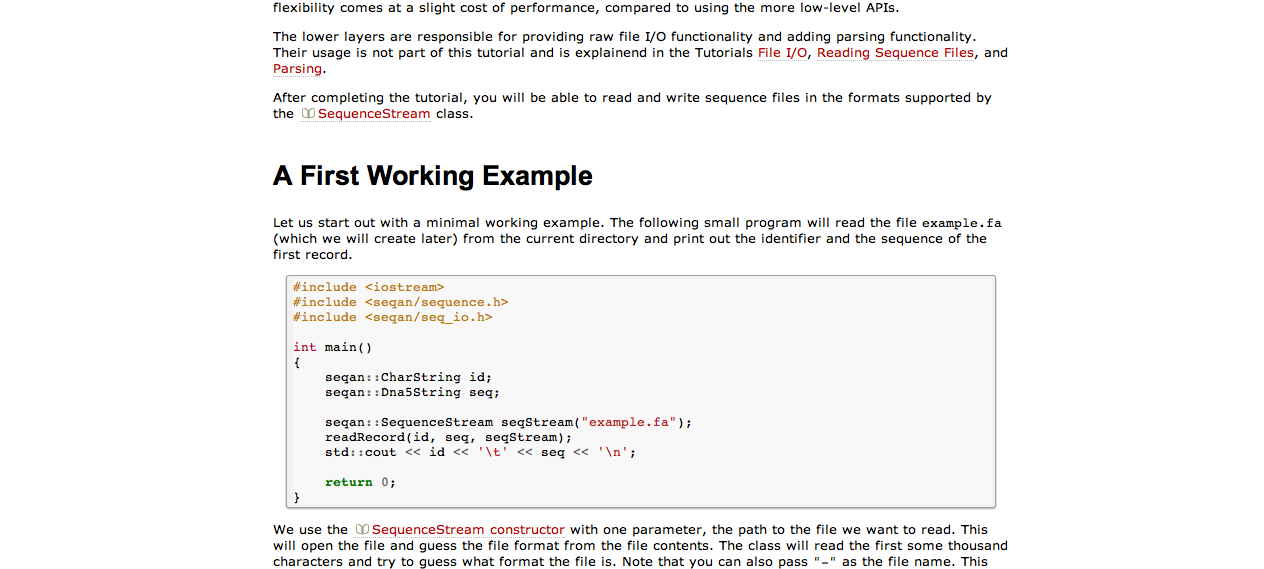 flexibility comes at a slight cost of performance, compared to using the more low-level APIs.
The lower layers are responsible for providing raw file I/O functionality and adding parsing functionality.
Their usage is not part of this tutorial and is explainend in the Tutorials File I/O, Reading Sequence Files, and
Parsing.
After completing the tutorial, you will be able to read and write sequence files in the formats supported by
the SequenceStream class.
A First Working Example
Let us start out with a minimal working example. The following small program will read the file example.fa
(which we will create later) from the current directory and print out the identifier and the sequence of the
first record.
#include <iostream>
#include <seqan/sequence.h>
#include <seqan/seq_io.h>
int main()
{
    seqan::CharString id;
    seqan::Dna5String seq;
    seqan::SequenceStream seqStream("example.fa");
    readRecord(id, seq, seqStream);
    std::cout << id << '\t' << seq << '\n';
    return 0;
}
We use the SequenceStream constructor with one parameter, the path to the file we want to read. This
will open the file and guess the file format from the file contents. The class will read the first some thousand
characters and try to guess what format the file is. Note that you can also pass "-" as the file name. This